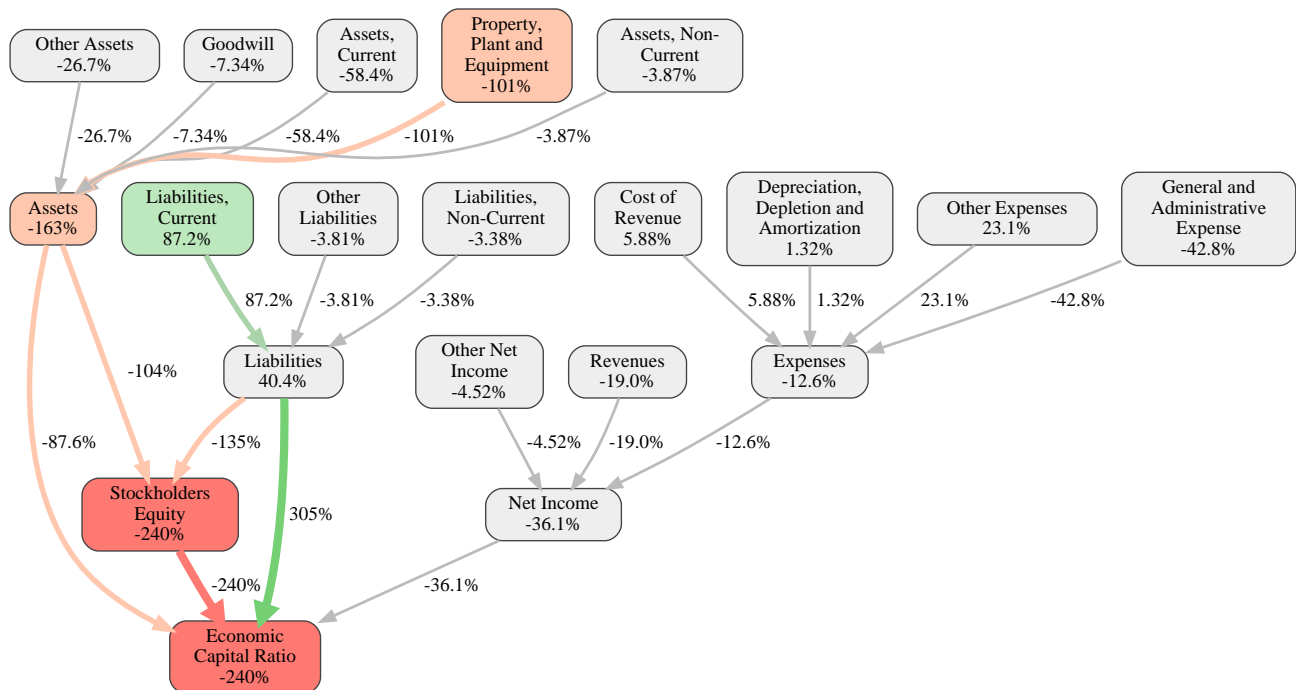 Other Assets
-26.7%
Goodwill
-7.34%
Assets,
Current
-58.4%
Property,
Plant and
Equipment
-101%
Assets, Non-
Current
-3.87%
-26.7%
-7.34%
-58.4%
-101%
-3.87%
Assets
-163%
Liabilities,
Current
87.2%
Other
Liabilities
-3.81%
Liabilities,
Non-Current
-3.38%
Cost of
Revenue
5.88%
Depreciation,
Depletion and
Amortization
1.32%
Other Expenses
23.1%
General and
Administrative
Expense
-42.8%
87.2%
-3.81%
-3.38%
5.88%
1.32%
23.1%
-42.8%
-104%
Liabilities
40.4%
Other Net
Income
-4.52%
Revenues
-19.0%
Expenses
-12.6%
-87.6%
-135%
-4.52%
-19.0%
-12.6%
Stockholders
Equity
-240%
305%
Net Income
-36.1%
-240%
-36.1%
Economic
Capital Ratio
-240%